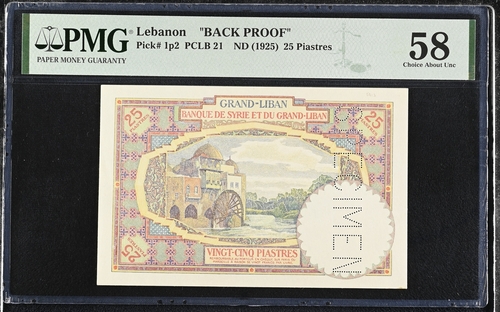 PMG
PAPER MONEY GUARANTY
Lebanon "BACK PROOF"
Pick# 1p2 PCLB 21 ND (1925) 25 Piastres
58
Choice About Unc
GRAND-LIBAN
BANQUE DE SYRIE ET DU GRAND-LIBAN
25
25
SPECIMEN
VINGT-CINQ PIASTRES
25